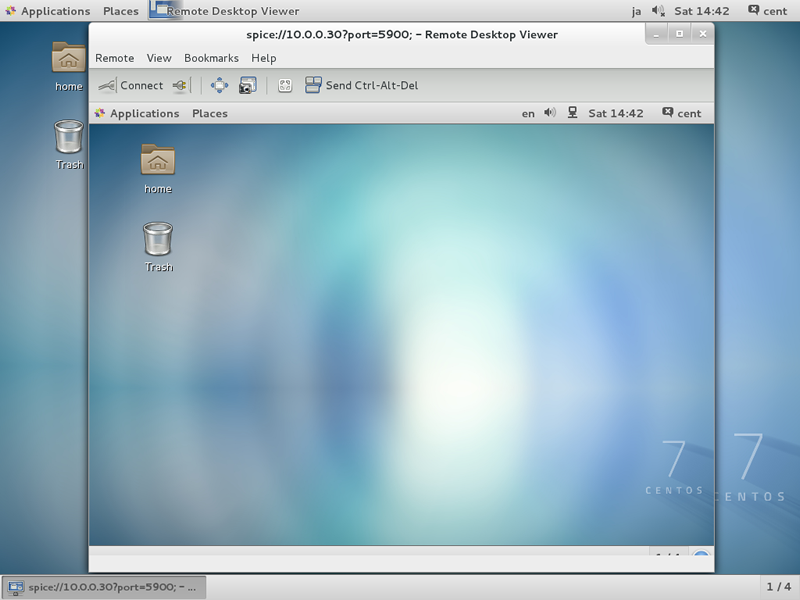 Applications Places Remote Desktop Viewer ja Sat 14:42 cent
home
Trash
spice://10.0.0.30?port=5900; – Remote Desktop Viewer
Remote View Bookmarks Help
Connect Send Ctrl-Alt-Del
Applications Places en Sat 14:42 cent
home
Trash
7
CENTOS
7
CENTOS
spice://10.0.0.30?port=5900; – ...
1 / 4